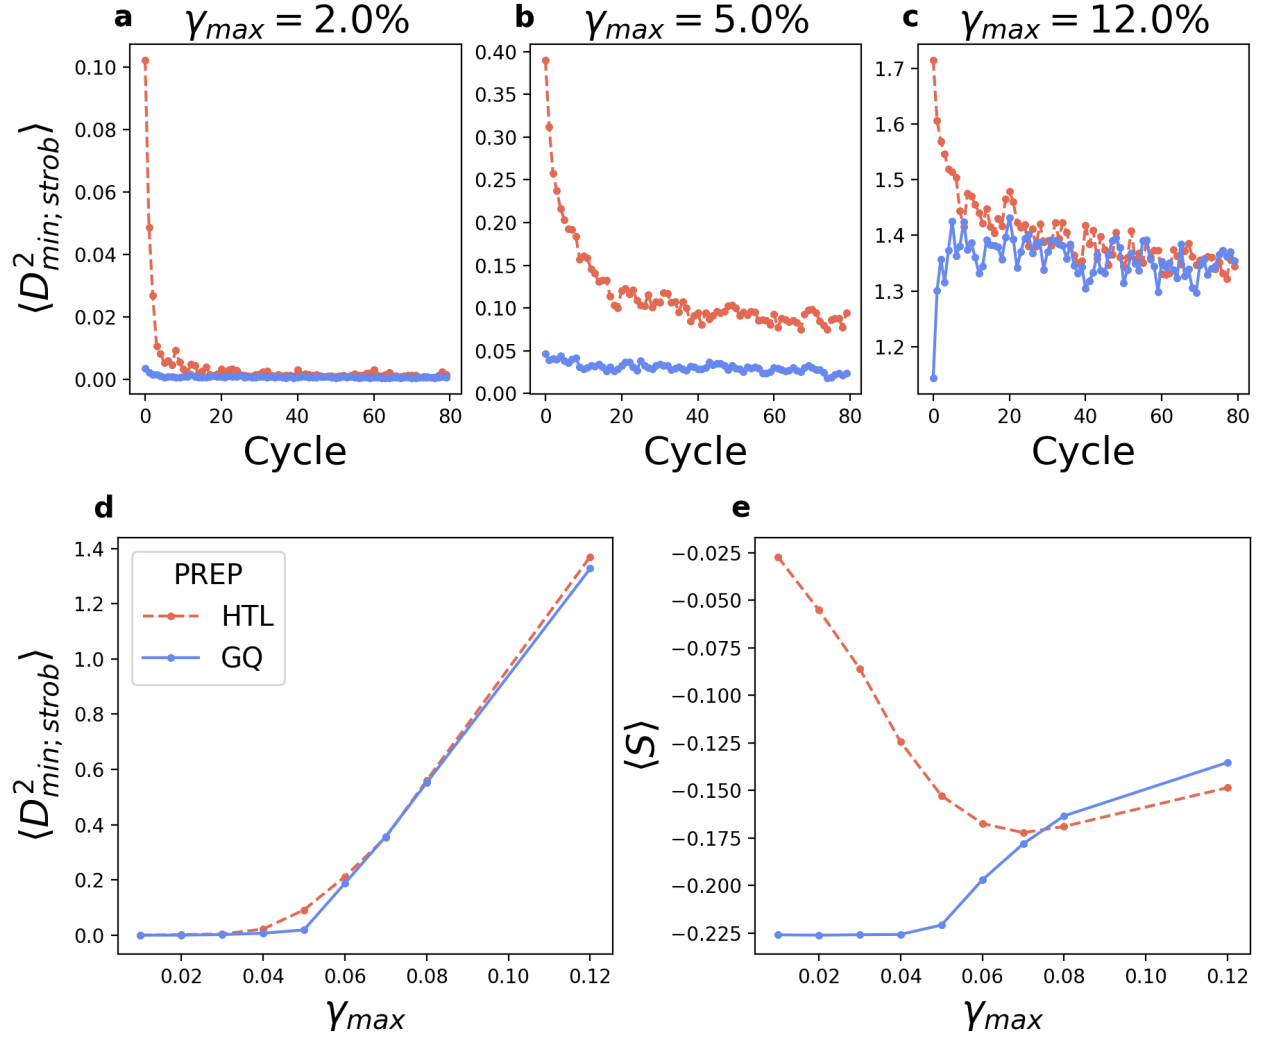 a γmax = 2.0%
b γmax = 5.0%
c γmax = 12.0%
⟨D²min; strob⟩
0.10
0.08
0.06
0.04
0.02
0.00
0 20 40 60 80
Cycle
0.40
0.35
0.30
0.25
0.20
0.15
0.10
0.05
0.00
0 20 40 60 80
Cycle
1.7
1.6
1.5
1.4
1.3
1.2
0 20 40 60 80
Cycle
d
⟨D²min; strob⟩
1.4
1.2
1.0
0.8
0.6
0.4
0.2
0.0
PREP
HTL
GQ
0.02 0.04 0.06 0.08 0.10 0.12
γmax
e
⟨S⟩
−0.025
−0.050
−0.075
−0.100
−0.125
−0.150
−0.175
−0.200
−0.225
0.02 0.04 0.06 0.08 0.10 0.12
γmax